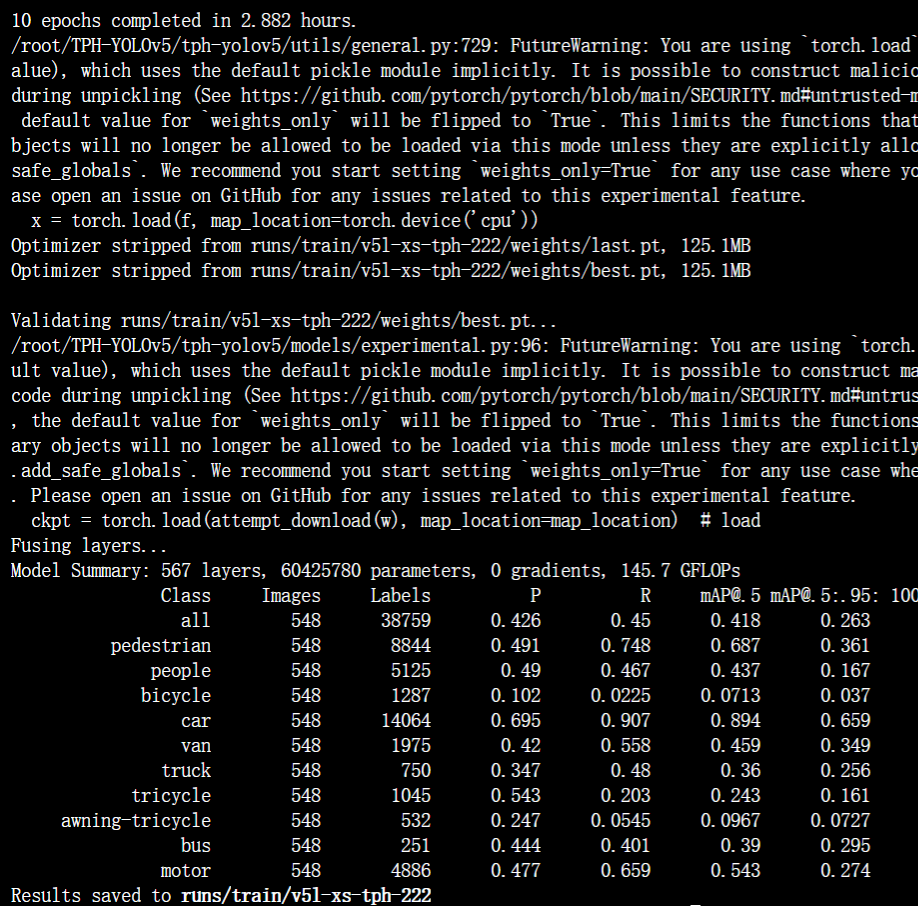 10 epochs completed in 2.882 hours.
/root/TPH-YOLOv5/tph-yolov5/utils/general.py:729: FutureWarning: You are using `torch.load`
alue), which uses the default pickle module implicitly. It is possible to construct malicio
during unpickling (See https://github.com/pytorch/pytorch/blob/main/SECURITY.md#untrusted-m
default value for `weights_only` will be flipped to `True`. This limits the functions that
bjects will no longer be allowed to be loaded via this mode unless they are explicitly allo
safe_globals`. We recommend you start setting `weights_only=True` for any use case where yo
ase open an issue on GitHub for any issues related to this experimental feature.
x = torch.load(f, map_location=torch.device('cpu'))
Optimizer stripped from runs/train/v5l-xs-tph-222/weights/last.pt, 125.1MB
Optimizer stripped from runs/train/v5l-xs-tph-222/weights/best.pt, 125.1MB
Validating runs/train/v5l-xs-tph-222/weights/best.pt...
/root/TPH-YOLOv5/tph-yolov5/models/experimental.py:96: FutureWarning: You are using `torch.
ult value), which uses the default pickle module implicitly. It is possible to construct ma
code during unpickling (See https://github.com/pytorch/pytorch/blob/main/SECURITY.md#untrus
, the default value for `weights_only` will be flipped to `True`. This limits the functions
ary objects will no longer be allowed to be loaded via this mode unless they are explicitly
.add_safe_globals`. We recommend you start setting `weights_only=True` for any use case whe
. Please open an issue on GitHub for any issues related to this experimental feature.
ckpt = torch.load(attempt_download(w), map_location=map_location)  # load
Fusing layers...
Model Summary: 567 layers, 60425780 parameters, 0 gradients, 145.7 GFLOPs
Class Images Labels P R mAP@.5 mAP@.5:.95: 100
all 548 38759 0.426 0.45 0.418 0.263
pedestrian 548 8844 0.491 0.748 0.687 0.361
people 548 5125 0.49 0.467 0.437 0.167
bicycle 548 1287 0.102 0.0225 0.0713 0.037
car 548 14064 0.695 0.907 0.894 0.659
van 548 1975 0.42 0.558 0.459 0.349
truck 548 750 0.347 0.48 0.36 0.256
tricycle 548 1045 0.543 0.203 0.243 0.161
awning-tricycle 548 532 0.247 0.0545 0.0967 0.0727
bus 548 251 0.444 0.401 0.39 0.295
motor 548 4886 0.477 0.659 0.543 0.274
Results saved to runs/train/v5l-xs-tph-222